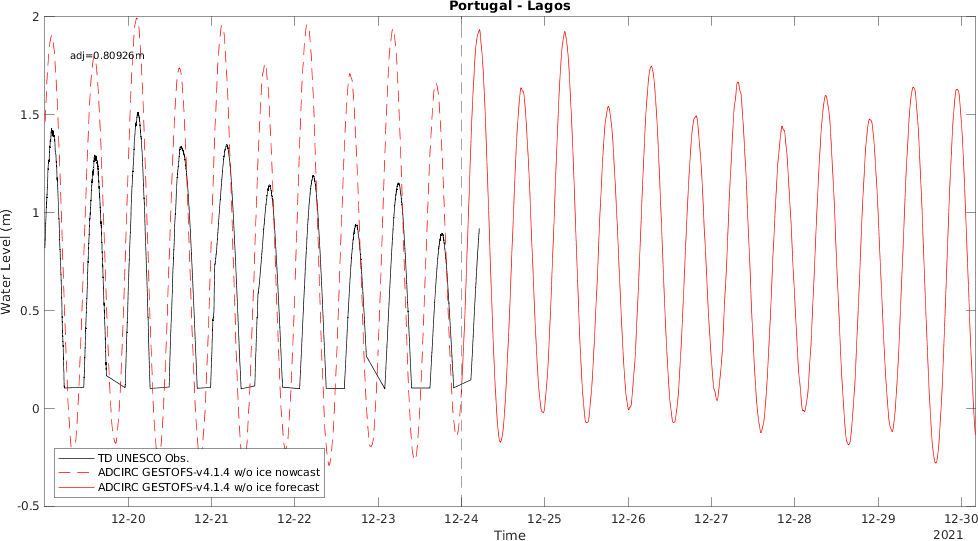 Portugal - Lagos
adj=0.80926m
Water Level (m)
2
1.5
1
0.5
0
-0.5
TD UNESCO Obs.
ADCIRC GESTOFS-v4.1.4 w/o ice nowcast
ADCIRC GESTOFS-v4.1.4 w/o ice forecast
12-20 12-21 12-22 12-23 12-24 12-25 12-26 12-27 12-28 12-29 12-30
Time
2021